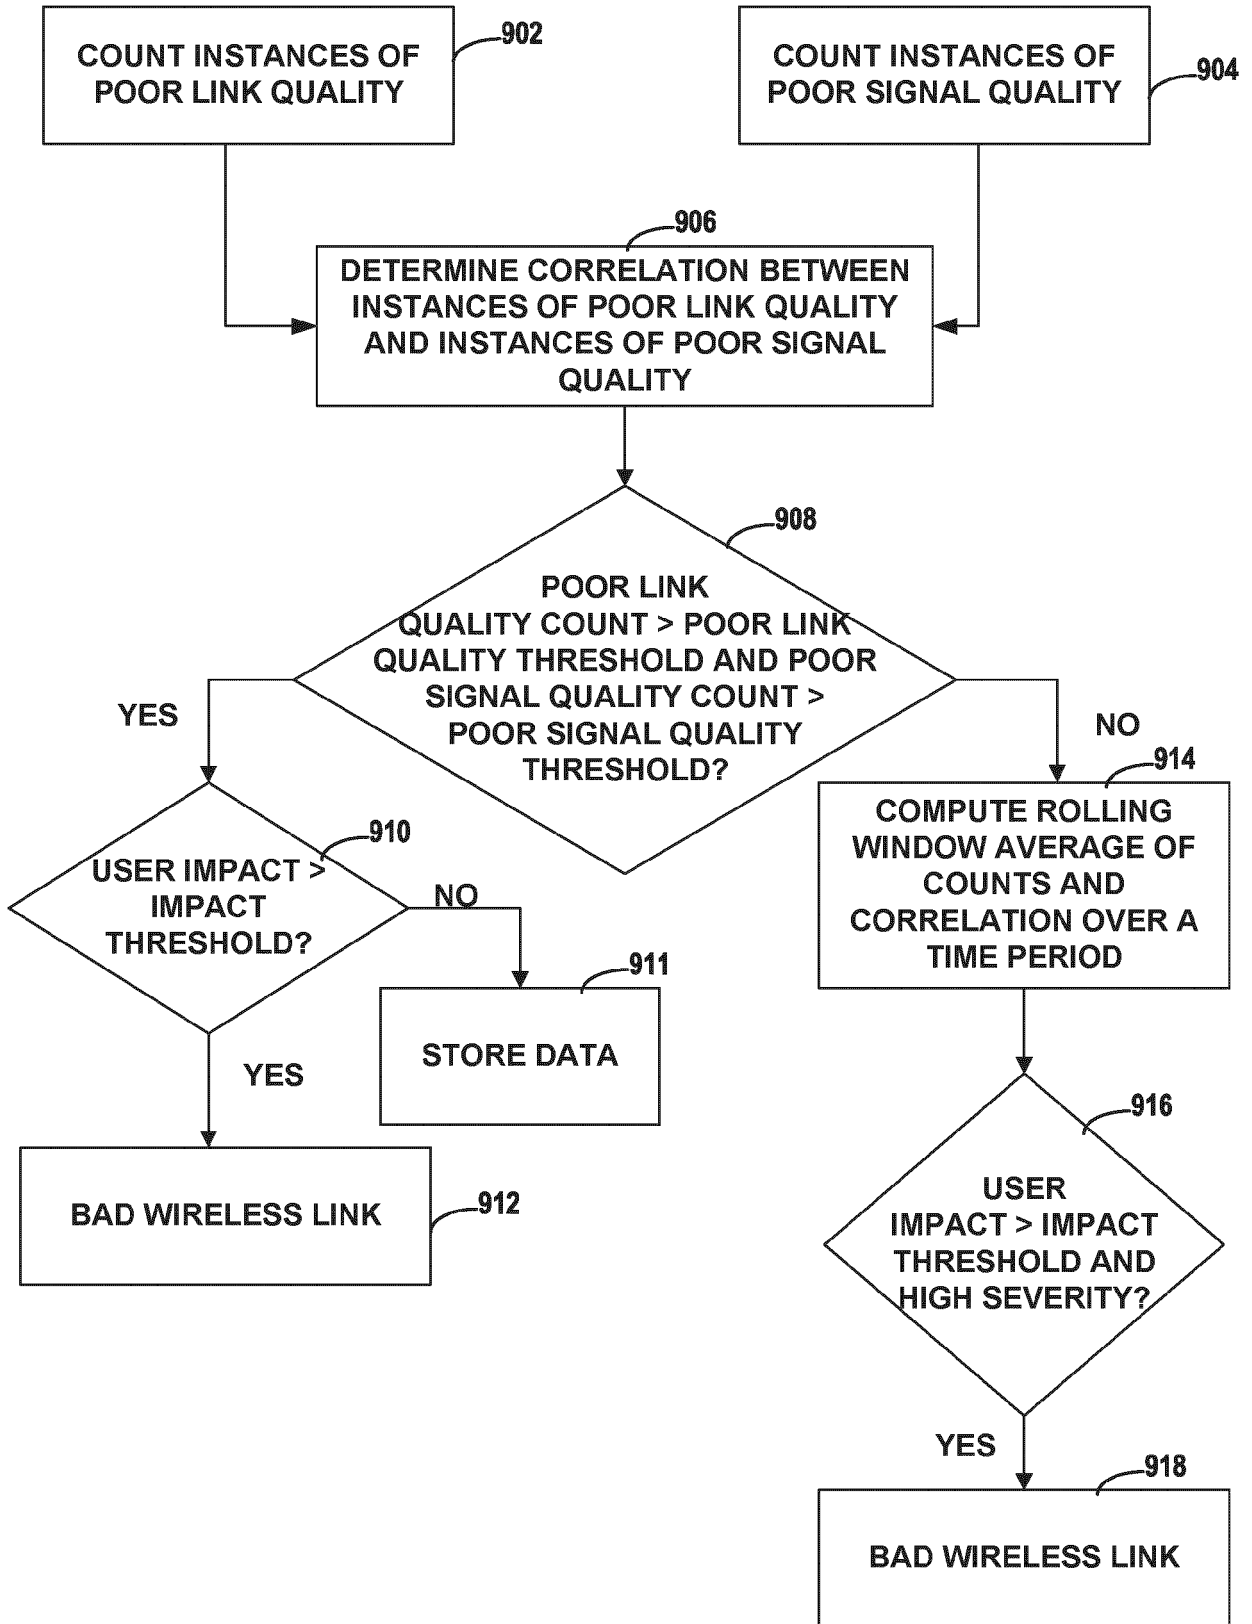 COUNT INSTANCES OF
POOR LINK QUALITY
902
COUNT INSTANCES OF
POOR SIGNAL QUALITY
904
906
DETERMINE CORRELATION BETWEEN
INSTANCES OF POOR LINK QUALITY
AND INSTANCES OF POOR SIGNAL
QUALITY
908
POOR LINK
QUALITY COUNT > POOR LINK
QUALITY THRESHOLD AND POOR
SIGNAL QUALITY COUNT >
POOR SIGNAL QUALITY
THRESHOLD?
YES
NO
910
USER IMPACT >
IMPACT
THRESHOLD?
NO
911
STORE DATA
YES
BAD WIRELESS LINK
912
914
COMPUTE ROLLING
WINDOW AVERAGE OF
COUNTS AND
CORRELATION OVER A
TIME PERIOD
916
USER
IMPACT > IMPACT
THRESHOLD AND
HIGH SEVERITY?
YES
918
BAD WIRELESS LINK